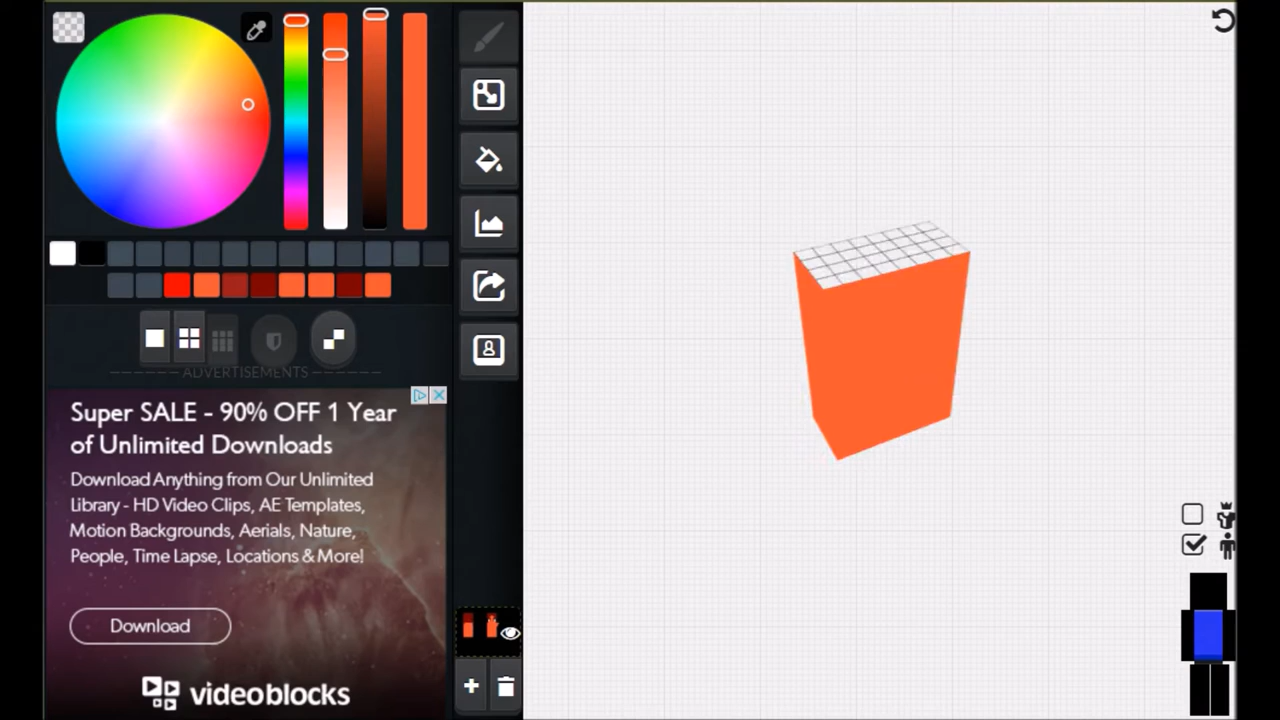 ADVERTISEMENTS
Super SALE - 90% OFF 1 Year
of Unlimited Downloads
Download Anything from Our Unlimited
Library - HD Video Clips, AE Templates,
Motion Backgrounds, Aerials, Nature,
People, Time Lapse, Locations & More!
Download
videoblocks